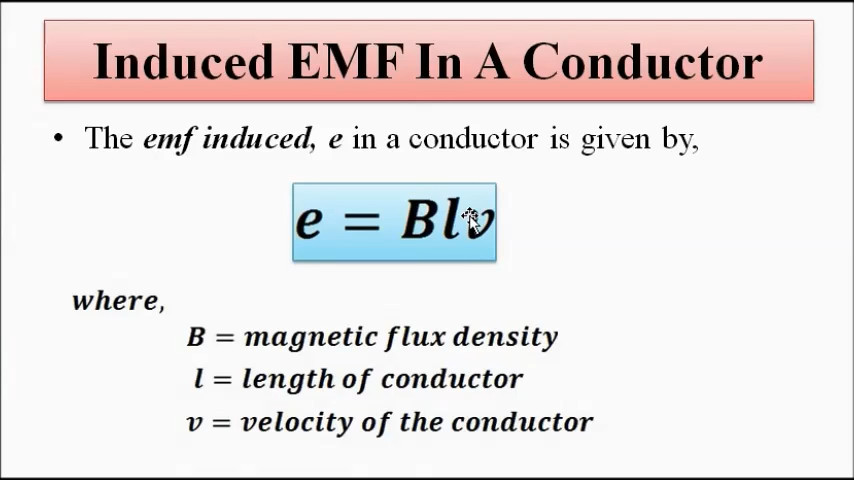 Induced EMF In A Conductor
• The emf induced, e in a conductor is given by,
e = Blv
where,
B = magnetic flux density
l = length of conductor
v = velocity of the conductor